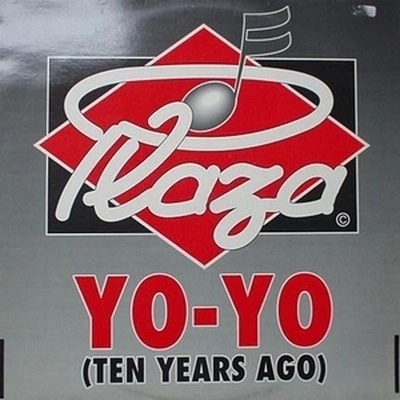 Plaza
©
YO-YO
(TEN YEARS AGO)